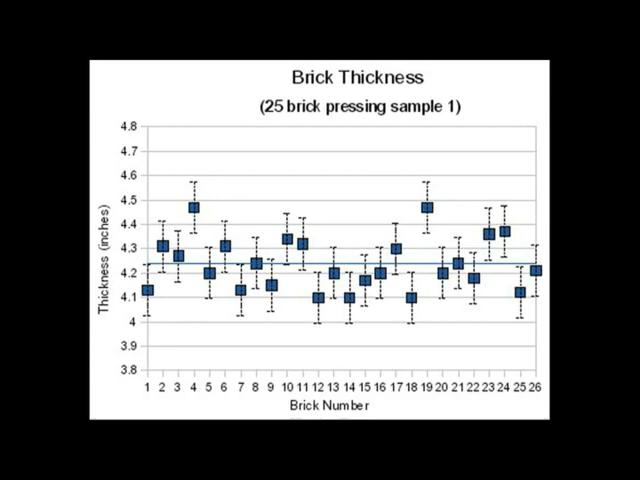 Brick Thickness
(25 brick pressing sample 1)
4.8
4.7
4.6
4.5
4.4
4.3
4.2
4.1
4
3.9
3.8
Thickness (inches)
1 2 3 4 5 6 7 8 9 10 11 12 13 14 15 16 17 18 19 20 21 22 23 24 25 26
Brick Number